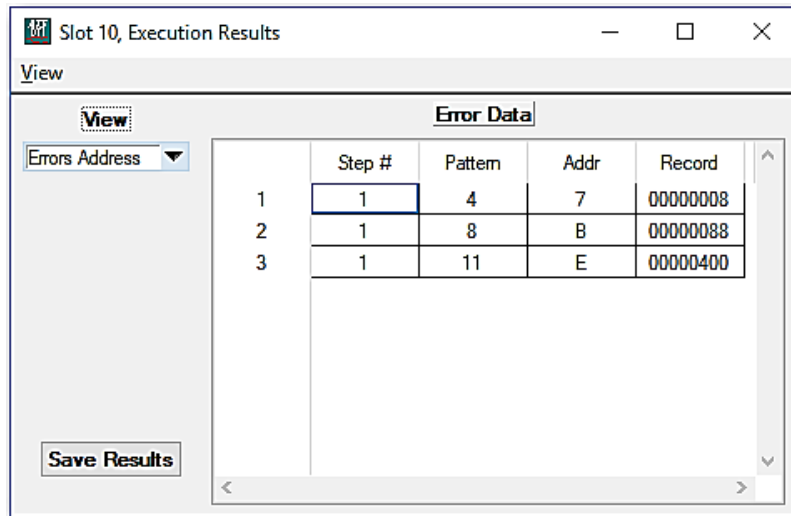 Slot 10, Execution Results
View
View
Error Data
Errors Address
Step # Pattern Addr Record
1 1 4 7 00000008
2 1 8 B 00000088
3 1 11 E 00000400
Save Results